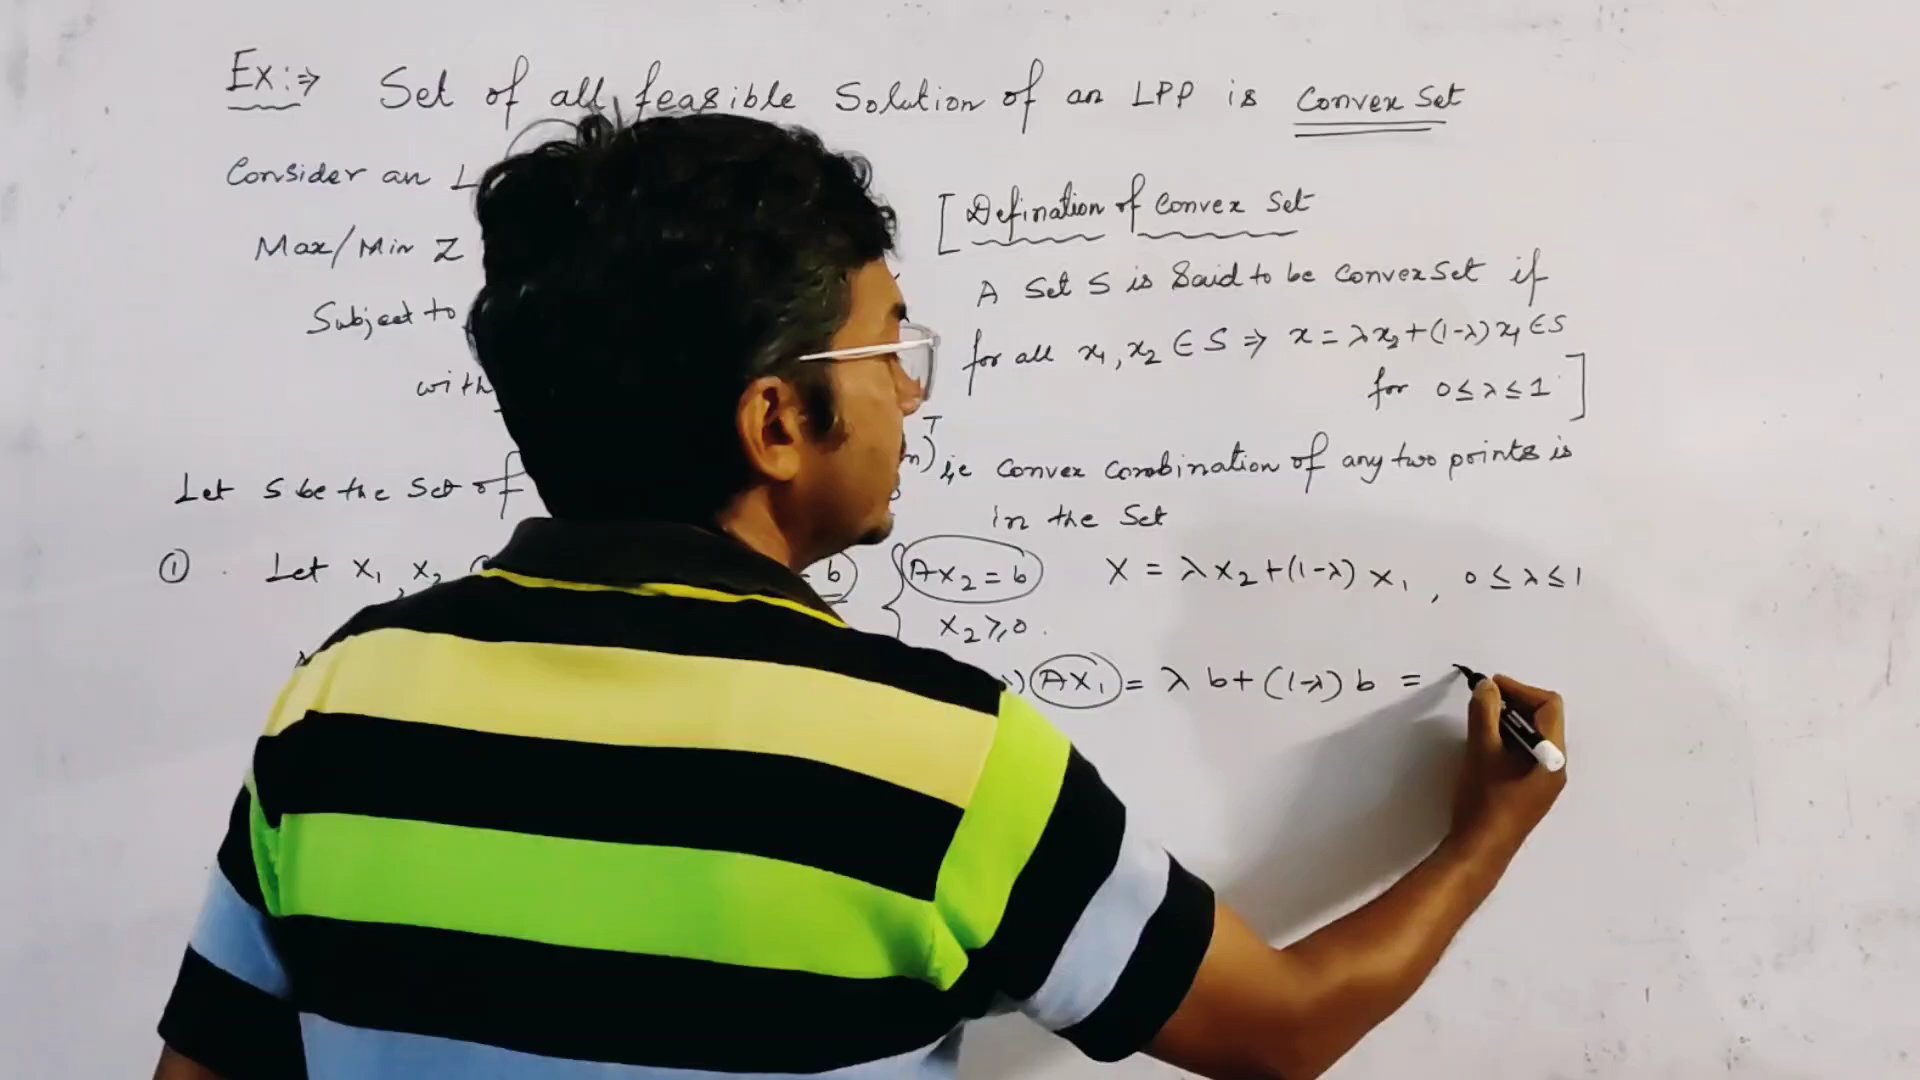 Ex:⇒ Set of all feasible Solution of an LPP is Convex Set
Consider an L
Max/Min Z
Subject to
with
Let S be the Set of
① Let X₁, X₂
[Defination of Convex Set
A Set S is Said to be Convex Set if
for all x₁, x₂ ∈ S ⇒ x = λx₂+(1-λ)x₁ ∈ S
for 0≤λ≤1]
T
n)
ie convex combination of any two points is
in the Set
b) { AX₂ = b X = λX₂+(1-λ) X₁, 0≤λ≤1
X₂ ≥ 0.
) AX₁ = λ b+(1-λ) b =